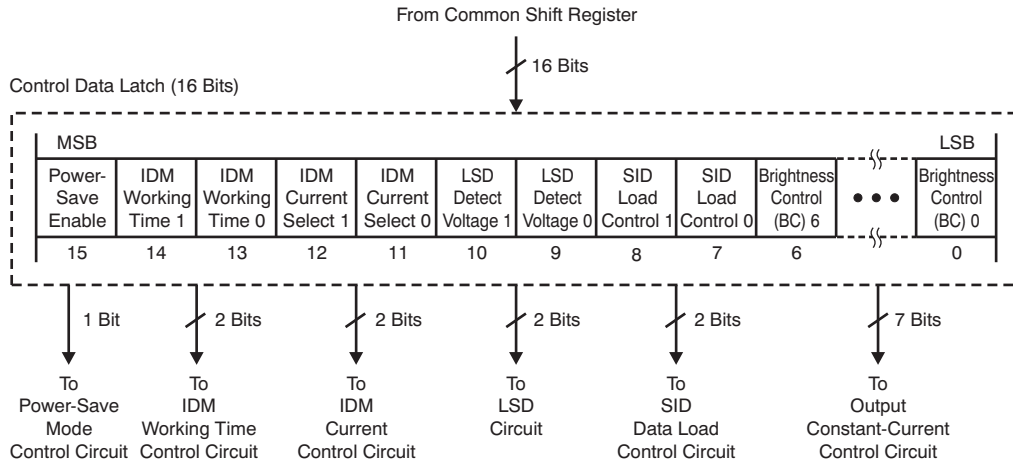 From Common Shift Register
16 Bits
Control Data Latch (16 Bits)
MSB
LSB
Power-
Save
Enable
IDM
Working
Time 1
IDM
Working
Time 0
IDM
Current
Select 1
IDM
Current
Select 0
LSD
Detect
Voltage 1
LSD
Detect
Voltage 0
SID
Load
Control 1
SID
Load
Control 0
Brightness
Control
(BC) 6
Brightness
Control
(BC) 0
15
14
13
12
11
10
9
8
7
6
0
1 Bit
2 Bits
2 Bits
2 Bits
2 Bits
7 Bits
To
Power-Save
Mode
Control Circuit
To
IDM
Working Time
Control Circuit
To
IDM
Current
Control Circuit
To
LSD
Circuit
To
SID
Data Load
Control Circuit
To
Output
Constant-Current
Control Circuit